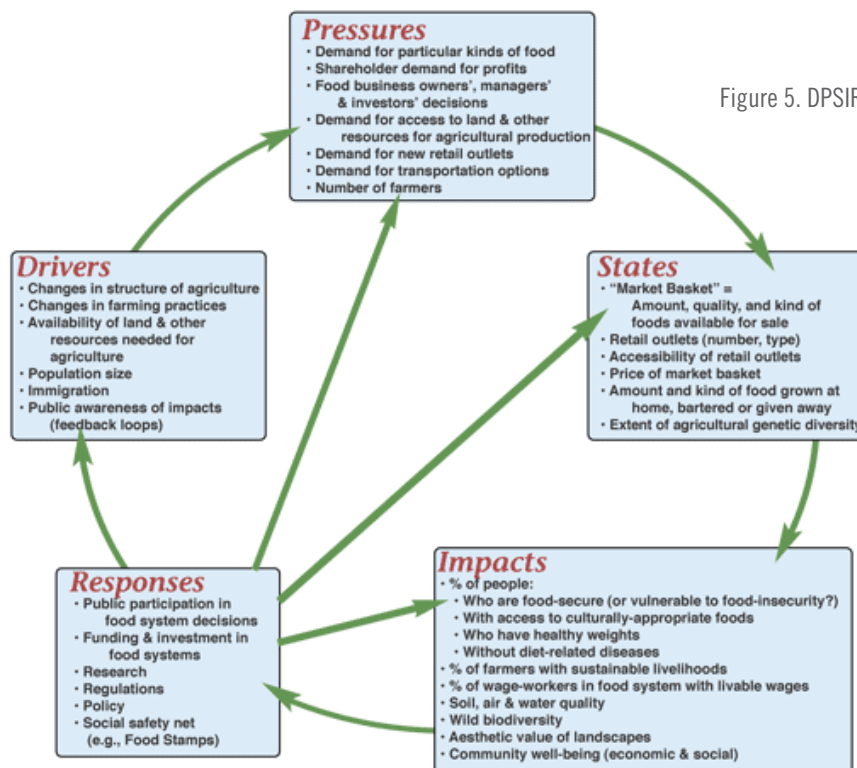 Pressures
· Demand for particular kinds of food
· Shareholder demand for profits
· Food business owners', managers'
& investors' decisions
· Demand for access to land & other
resources for agricultural production
· Demand for new retail outlets
· Demand for transportation options
· Number of farmers
Figure 5. DPSIR
Drivers
· Changes in structure of agriculture
· Changes in farming practices
· Availability of land & other
resources needed for
agriculture
· Population size
· Immigration
· Public awareness of impacts
(feedback loops)
States
· "Market Basket" =
Amount, quality, and kind of
foods available for sale
· Retail outlets (number, type)
· Accessibility of retail outlets
· Price of market basket
· Amount and kind of food grown at
home, bartered or given away
· Extent of agricultural genetic diversity
Responses
· Public participation in
food system decisions
· Funding & investment in
food systems
· Research
· Regulations
· Policy
· Social safety net
(e.g., Food Stamps)
Impacts
· % of people:
· Who are food-secure (or vulnerable to food-insecurity?)
· With access to culturally-appropriate foods
· Who have healthy weights
· Without diet-related diseases
· % of farmers with sustainable livelihoods
· % of wage-workers in food system with livable wages
· Soil, air & water quality
· Wild biodiversity
· Aesthetic value of landscapes
· Community well-being (economic & social)